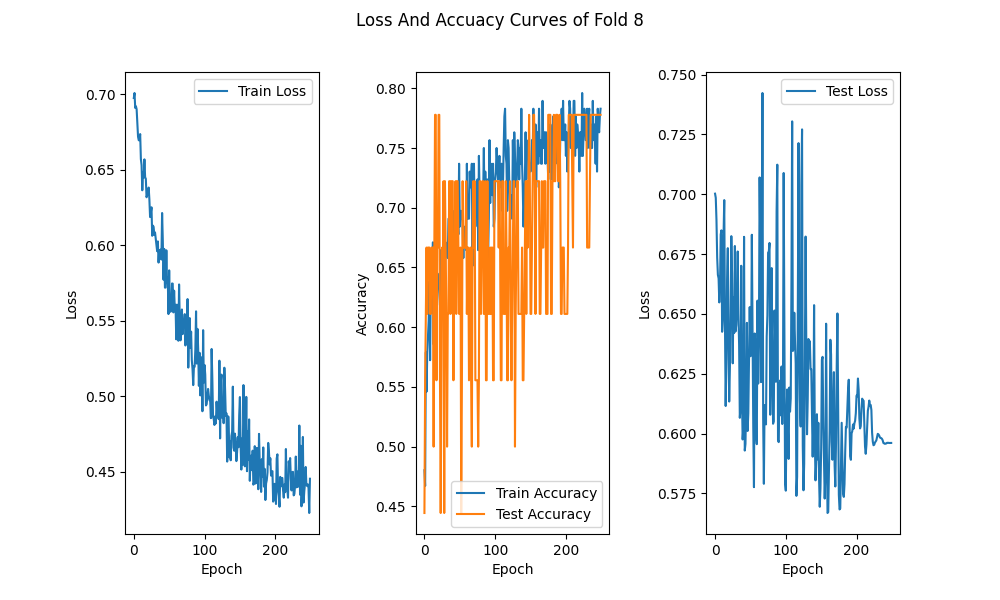 Loss And Accuacy Curves of Fold 8
0.70
0.65
0.60
0.55
0.50
0.45
Loss
0 100 200
Epoch
Train Loss
0.80
0.75
0.70
0.65
0.60
0.55
0.50
0.45
Accuracy
0 100 200
Epoch
Train Accuracy
Test Accuracy
0.750
0.725
0.700
0.675
0.650
0.625
0.600
0.575
Loss
0 100 200
Epoch
Test Loss